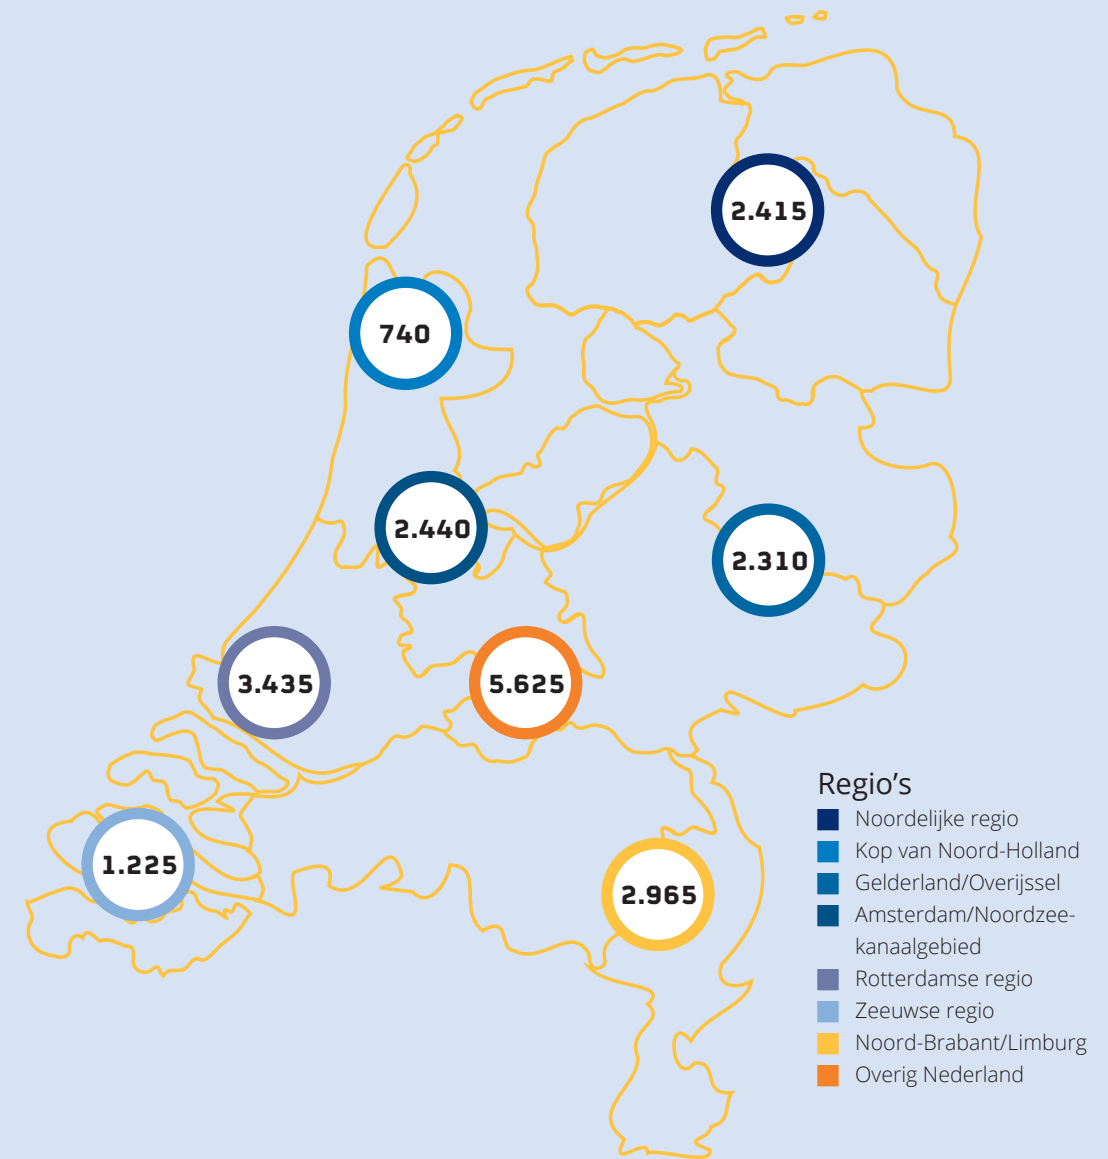 2.415
740
2.440
2.310
3.435
5.625
1.225
2.965
Regio’s
Noordelijke regio
Kop van Noord-Holland
Gelderland/Overijssel
Amsterdam/Noordzee-
kanaalgebied
Rotterdamse regio
Zeeuwse regio
Noord-Brabant/Limburg
Overig Nederland